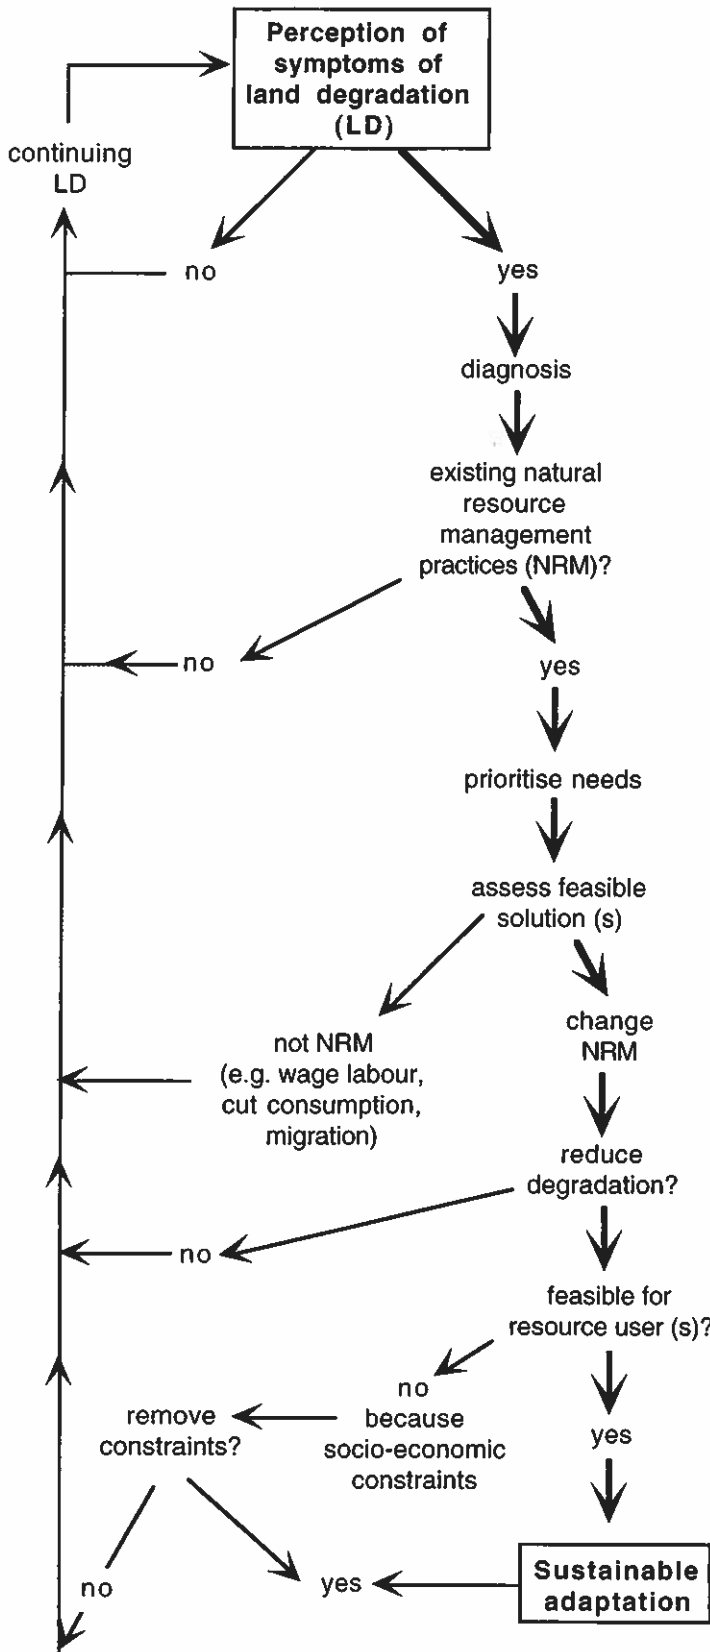 Perception of
symptoms of
land degradation
(LD)
continuing
LD
no
yes
diagnosis
existing natural
resource
management
practices (NRM)?
no
yes
prioritise needs
assess feasible
solution (s)
not NRM
(e.g. wage labour,
cut consumption,
migration)
change
NRM
reduce
degradation?
no
feasible for
resource user (s)?
no
because
socio-economic
constraints
remove
constraints?
yes
no
yes
Sustainable
adaptation